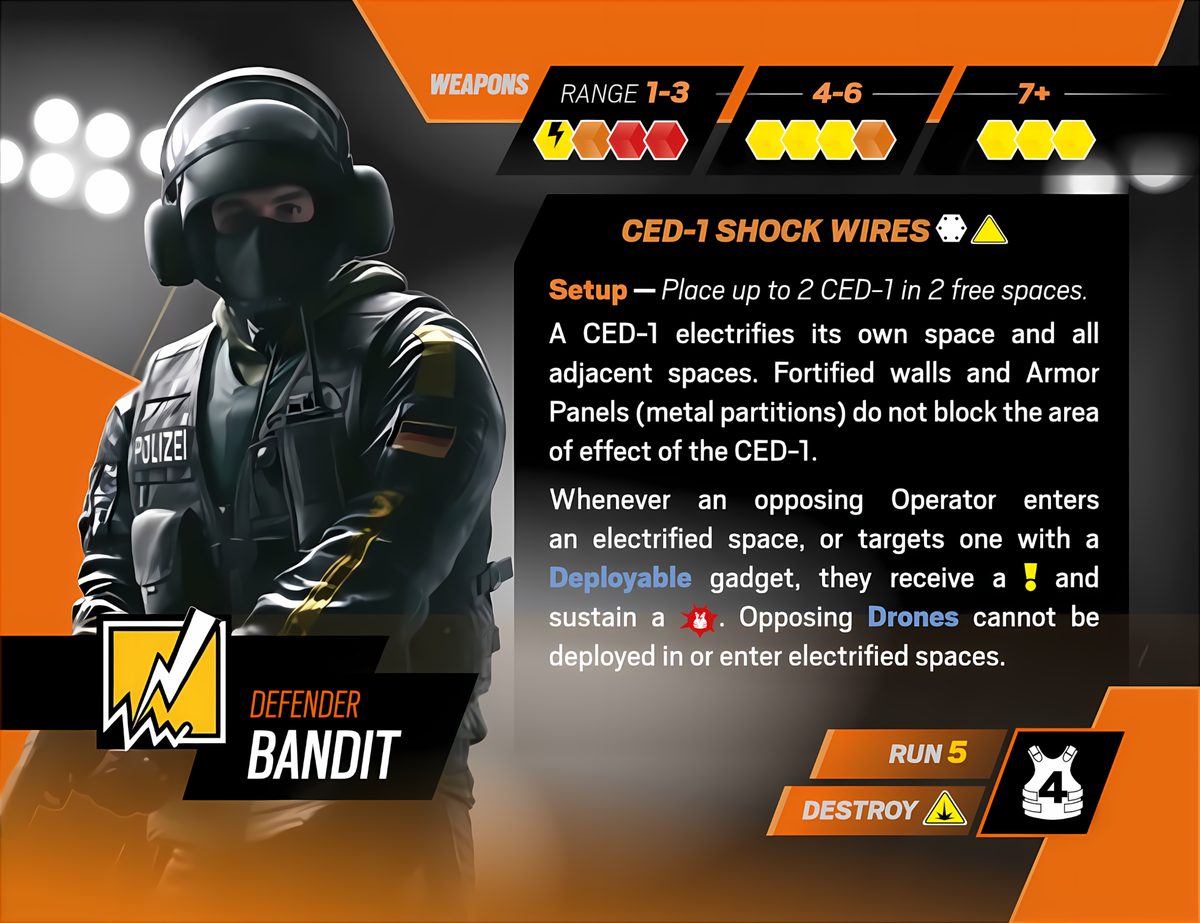 WEAPONS
RANGE 1-3
4-6
7+
CED-1 SHOCK WIRES
Setup — Place up to 2 CED-1 in 2 free spaces.
A CED-1 electrifies its own space and all
adjacent spaces. Fortified walls and Armor
Panels (metal partitions) do not block the area
of effect of the CED-1.
Whenever an opposing Operator enters
an electrified space, or targets one with a
Deployable gadget, they receive a ! and
sustain a . Opposing Drones cannot be
deployed in or enter electrified spaces.
POLIZEI
DEFENDER
BANDIT
RUN 5
DESTROY
4